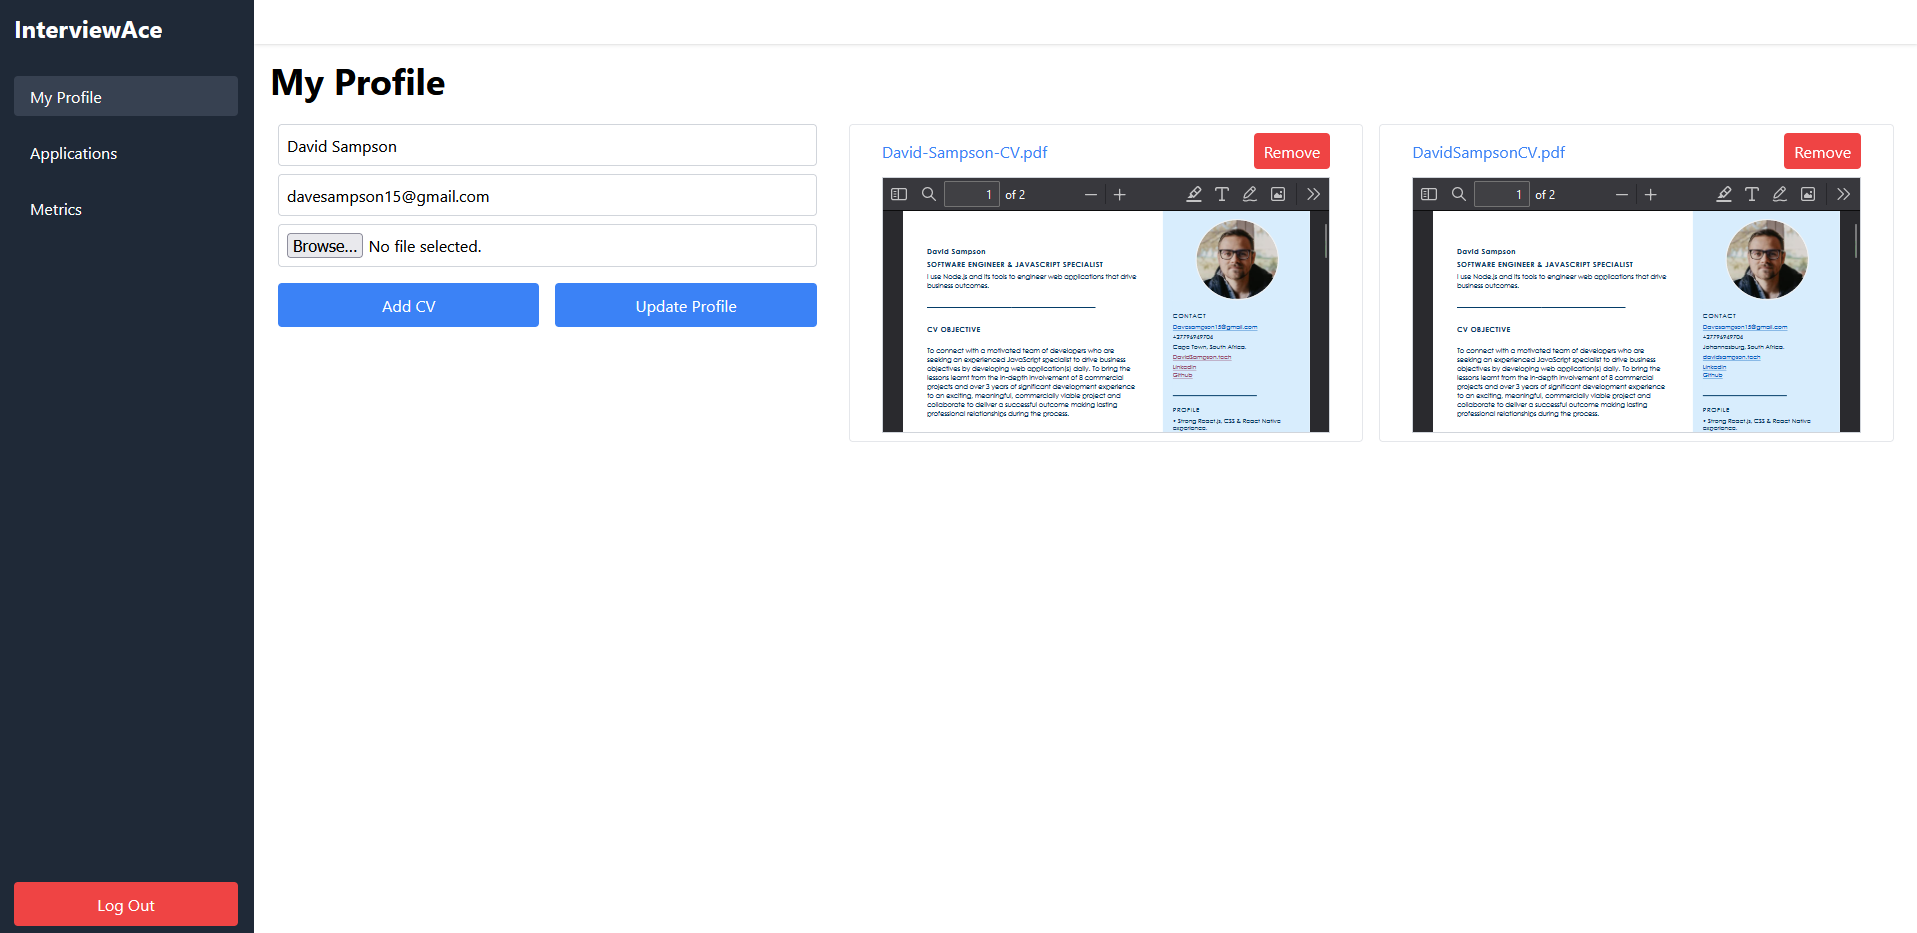 InterviewAce
My Profile
Applications
Metrics
Log Out
My Profile
David Sampson
davesampson15@gmail.com
Browse... No file selected.
Add CV
Update Profile
David-Sampson-CV.pdf
Remove
1 of 2
David Sampson
SOFTWARE ENGINEER & JAVASCRIPT SPECIALIST
I use Node.js and its tools to engineer web applications that drive
business outcomes.
CV OBJECTIVE
To connect with a motivated team of developers who are
seeking an experienced JavaScript specialist to drive business
objectives by developing web application(s) daily. To bring the
lessons learnt from the in-depth involvement of 8 commercial
projects and over 3 years of significant development experience
to an exciting, meaningful, commercially viable project and
collaborate to deliver a successful outcome making lasting
professional relationships during the process.
CONTACT
Davesampson15@gmail.com
+27796969706
Cape Town, South Africa.
DavidSampson.tech
LinkedIn
Github
PROFILE
• Strong React.js, CSS & React Native
experience.
DavidSampsonCV.pdf
Remove
1 of 2
David Sampson
SOFTWARE ENGINEER & JAVASCRIPT SPECIALIST
I use Node.js and its tools to engineer web applications that drive
business outcomes.
CV OBJECTIVE
To connect with a motivated team of developers who are
seeking an experienced JavaScript specialist to drive business
objectives by developing web application(s) daily. To bring the
lessons learnt from the in-depth involvement of 8 commercial
projects and over 3 years of significant development experience
to an exciting, meaningful, commercially viable project and
collaborate to deliver a successful outcome making lasting
professional relationships during the process.
CONTACT
Davesampson15@gmail.com
+27796969706
Johannesburg, South Africa.
davidsampson.tech
LinkedIn
Github
PROFILE
• Strong React.js, CSS & React Native
experience.